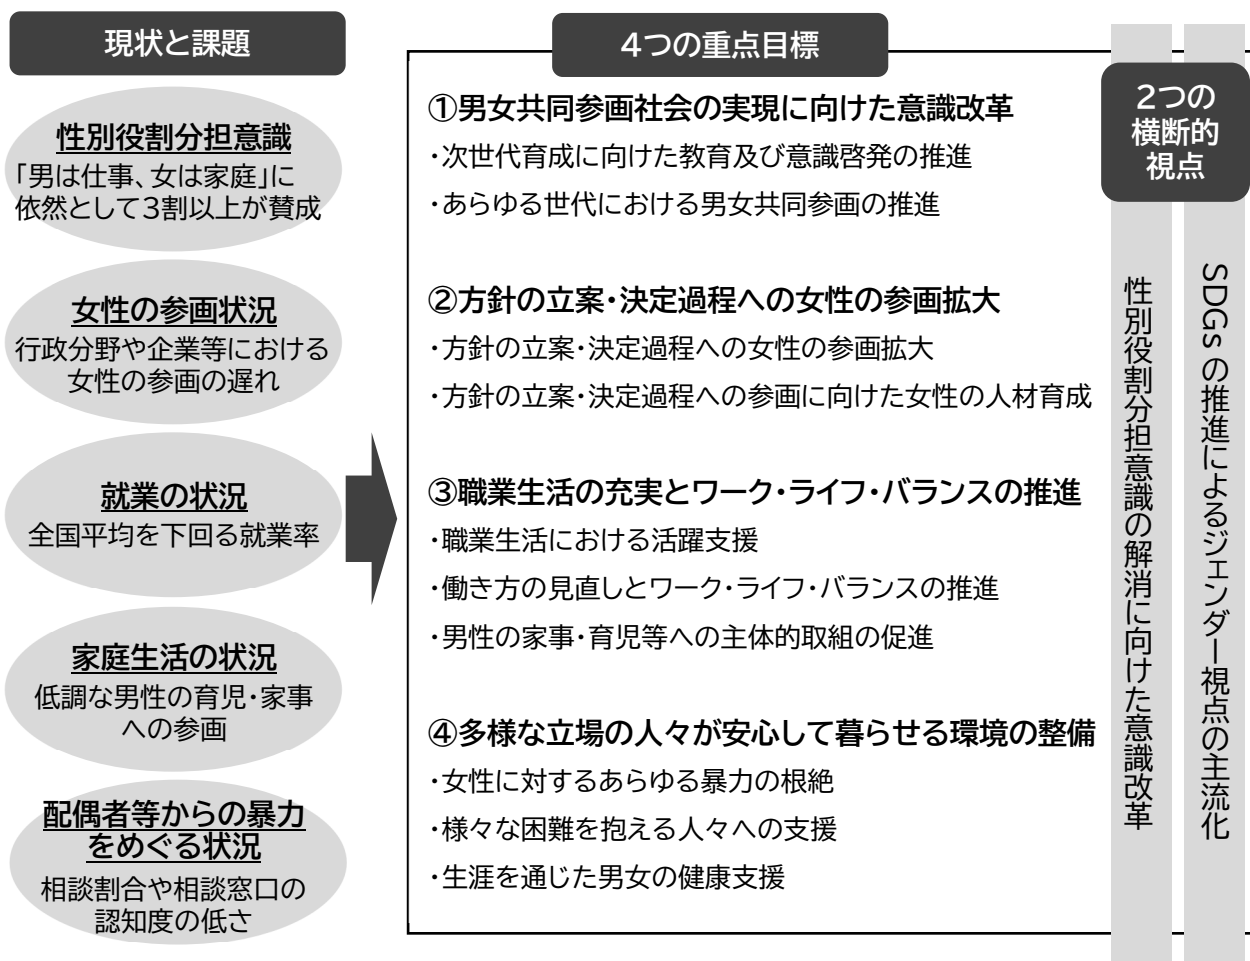 現状と課題
性別役割分担意識
「男は仕事、女は家庭」に
依然として3割以上が賛成
女性の参画状況
行政分野や企業等における
女性の参画の遅れ
就業の状況
全国平均を下回る就業率
家庭生活の状況
低調な男性の育児・家事
への参画
配偶者等からの暴力
をめぐる状況
相談割合や相談窓口の
認知度の低さ
4つの重点目標
①男女共同参画社会の実現に向けた意識改革
・次世代育成に向けた教育及び意識啓発の推進
・あらゆる世代における男女共同参画の推進
②方針の立案・決定過程への女性の参画拡大
・方針の立案・決定過程への女性の参画拡大
・方針の立案・決定過程への参画に向けた女性の人材育成
③職業生活の充実とワーク・ライフ・バランスの推進
・職業生活における活躍支援
・働き方の見直しとワーク・ライフ・バランスの推進
・男性の家事・育児等への主体的取組の促進
④多様な立場の人々が安心して暮らせる環境の整備
・女性に対するあらゆる暴力の根絶
・様々な困難を抱える人々への支援
・生涯を通じた男女の健康支援
2つの
横断的
視点
性別役割分担意識の解消に向けた意識改革
SDGsの推進によるジェンダー視点の主流化